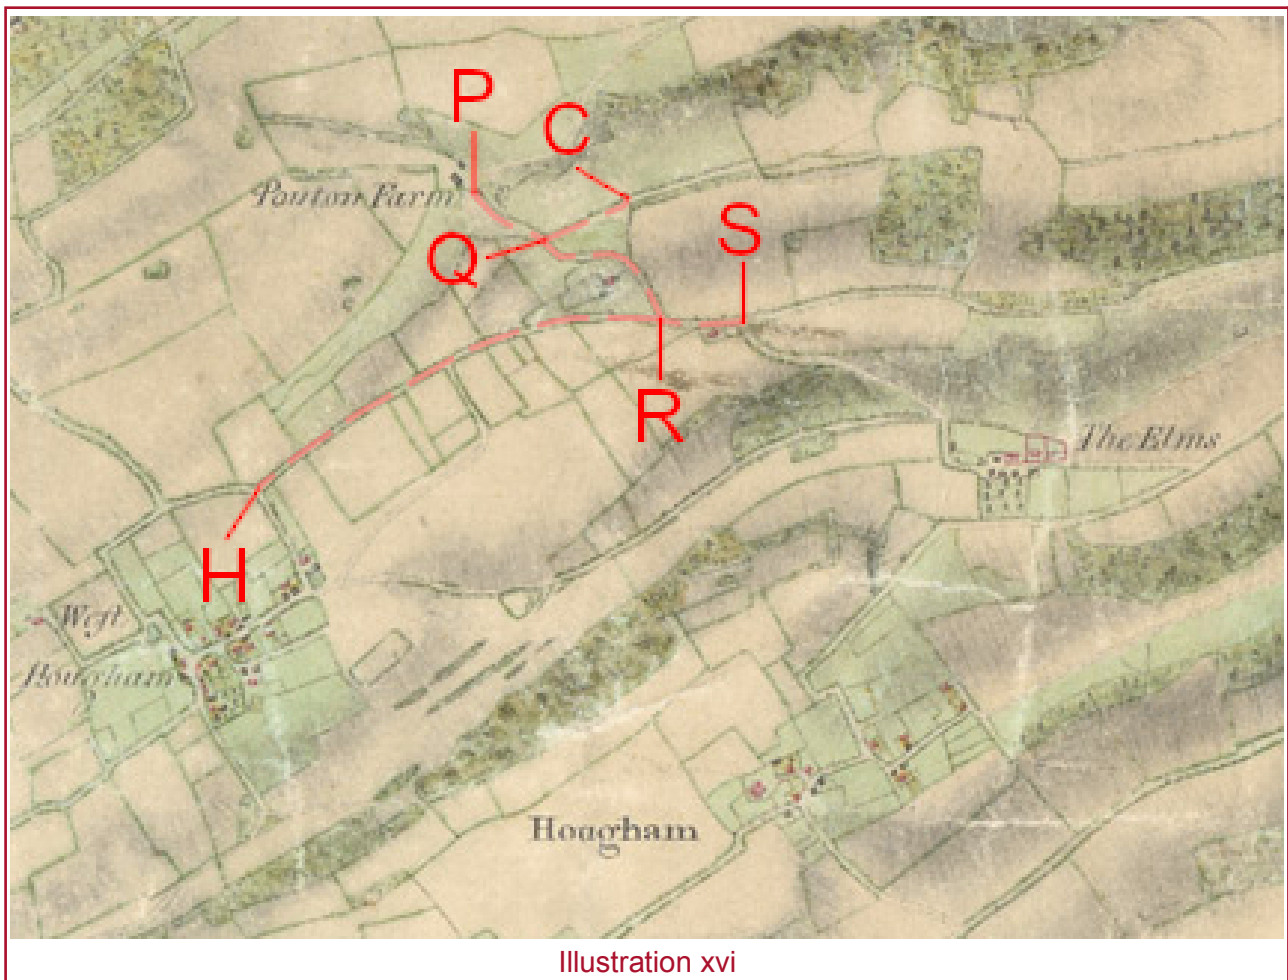 P
C
Pouton Farm
Q
S
R
The Elms
H
West
Hougham
Hougham
Illustration xvi